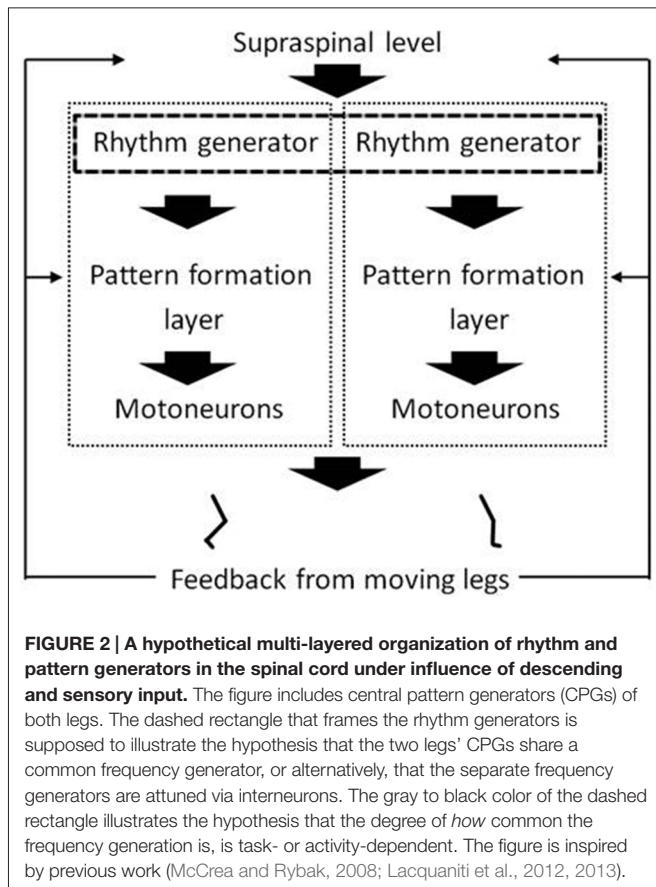 Supraspinal level
Rhythm generator Rhythm generator
Pattern formation Pattern formation
layer layer
Motoneurons Motoneurons
Feedback from moving legs
FIGURE 2 | A hypothetical multi-layered organization of rhythm and
pattern generators in the spinal cord under influence of descending
and sensory input. The figure includes central pattern generators (CPGs) of
both legs. The dashed rectangle that frames the rhythm generators is
supposed to illustrate the hypothesis that the two legs' CPGs share a
common frequency generator, or alternatively, that the separate frequency
generators are attuned via interneurons. The gray to black color of the dashed
rectangle illustrates the hypothesis that the degree of how common the
frequency generation is, is task- or activity-dependent. The figure is inspired
by previous work (McCrea and Rybak, 2008; Lacquaniti et al., 2012, 2013).